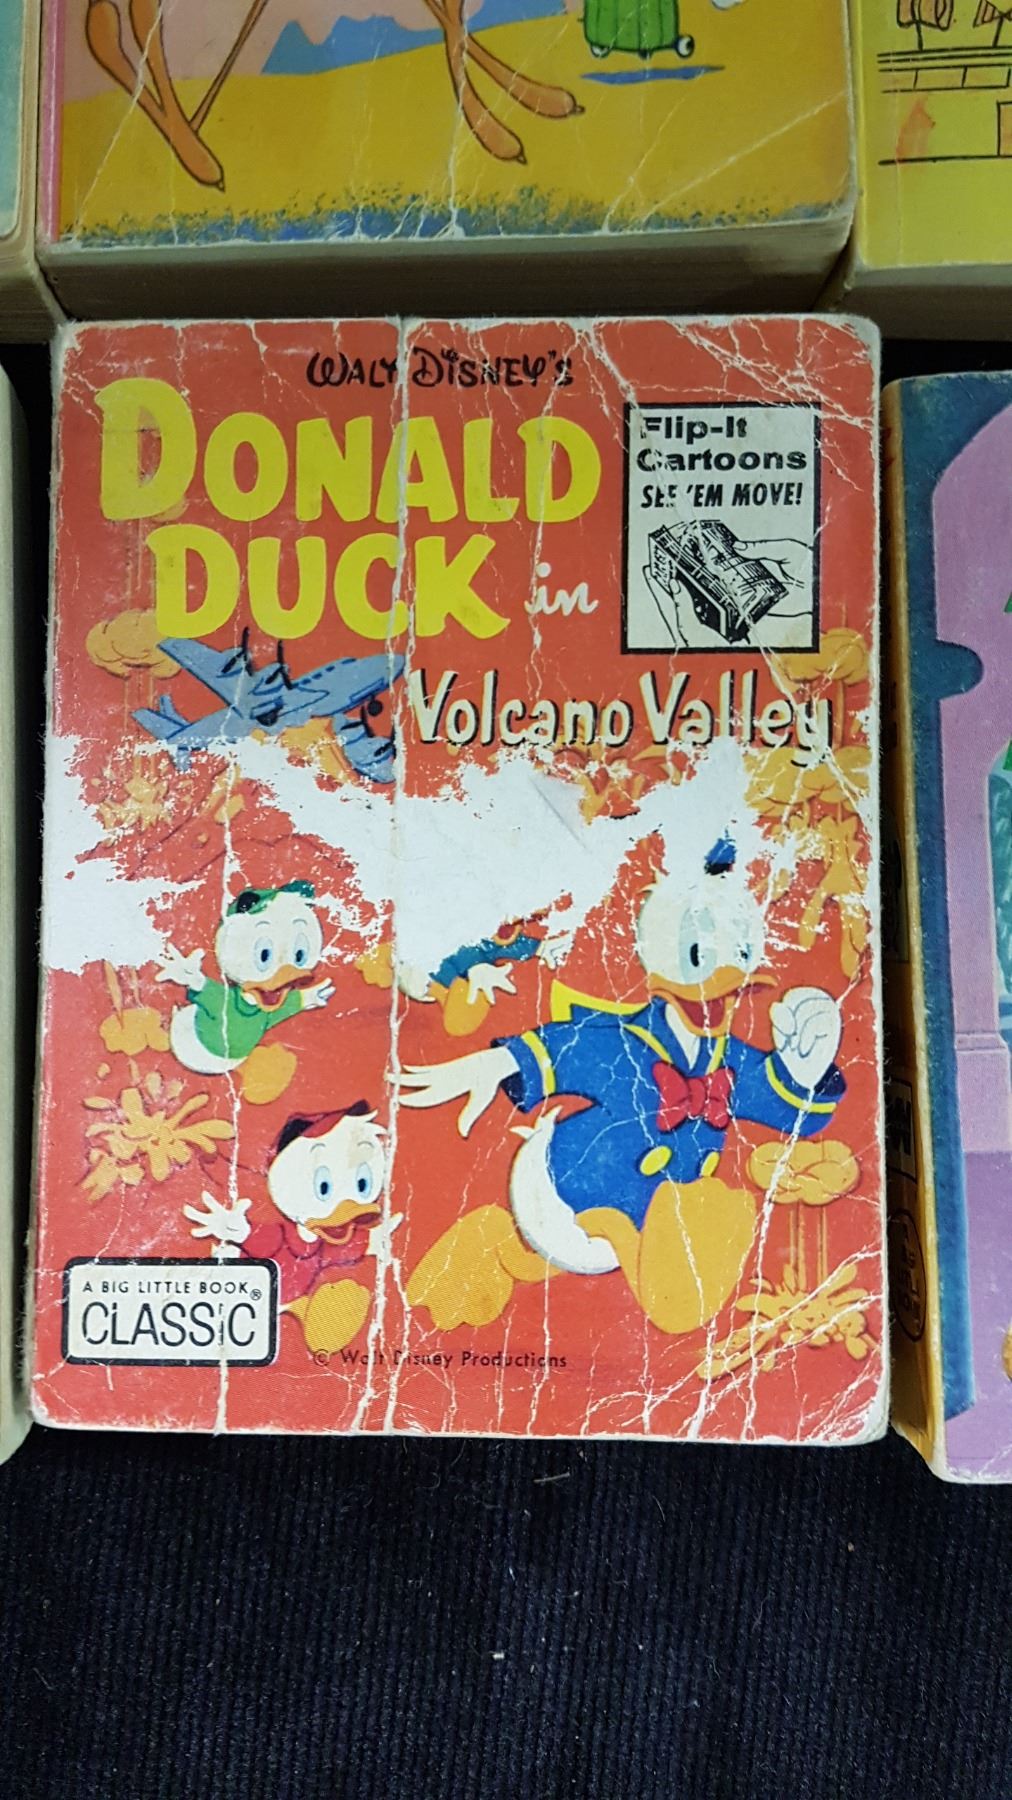 WALT DISNEY'S
DONALD
DUCK in
Volcano Valley
Flip-It
Cartoons
SEE 'EM MOVE!
A BIG LITTLE BOOK®
CLASSIC
© Walt Disney Productions